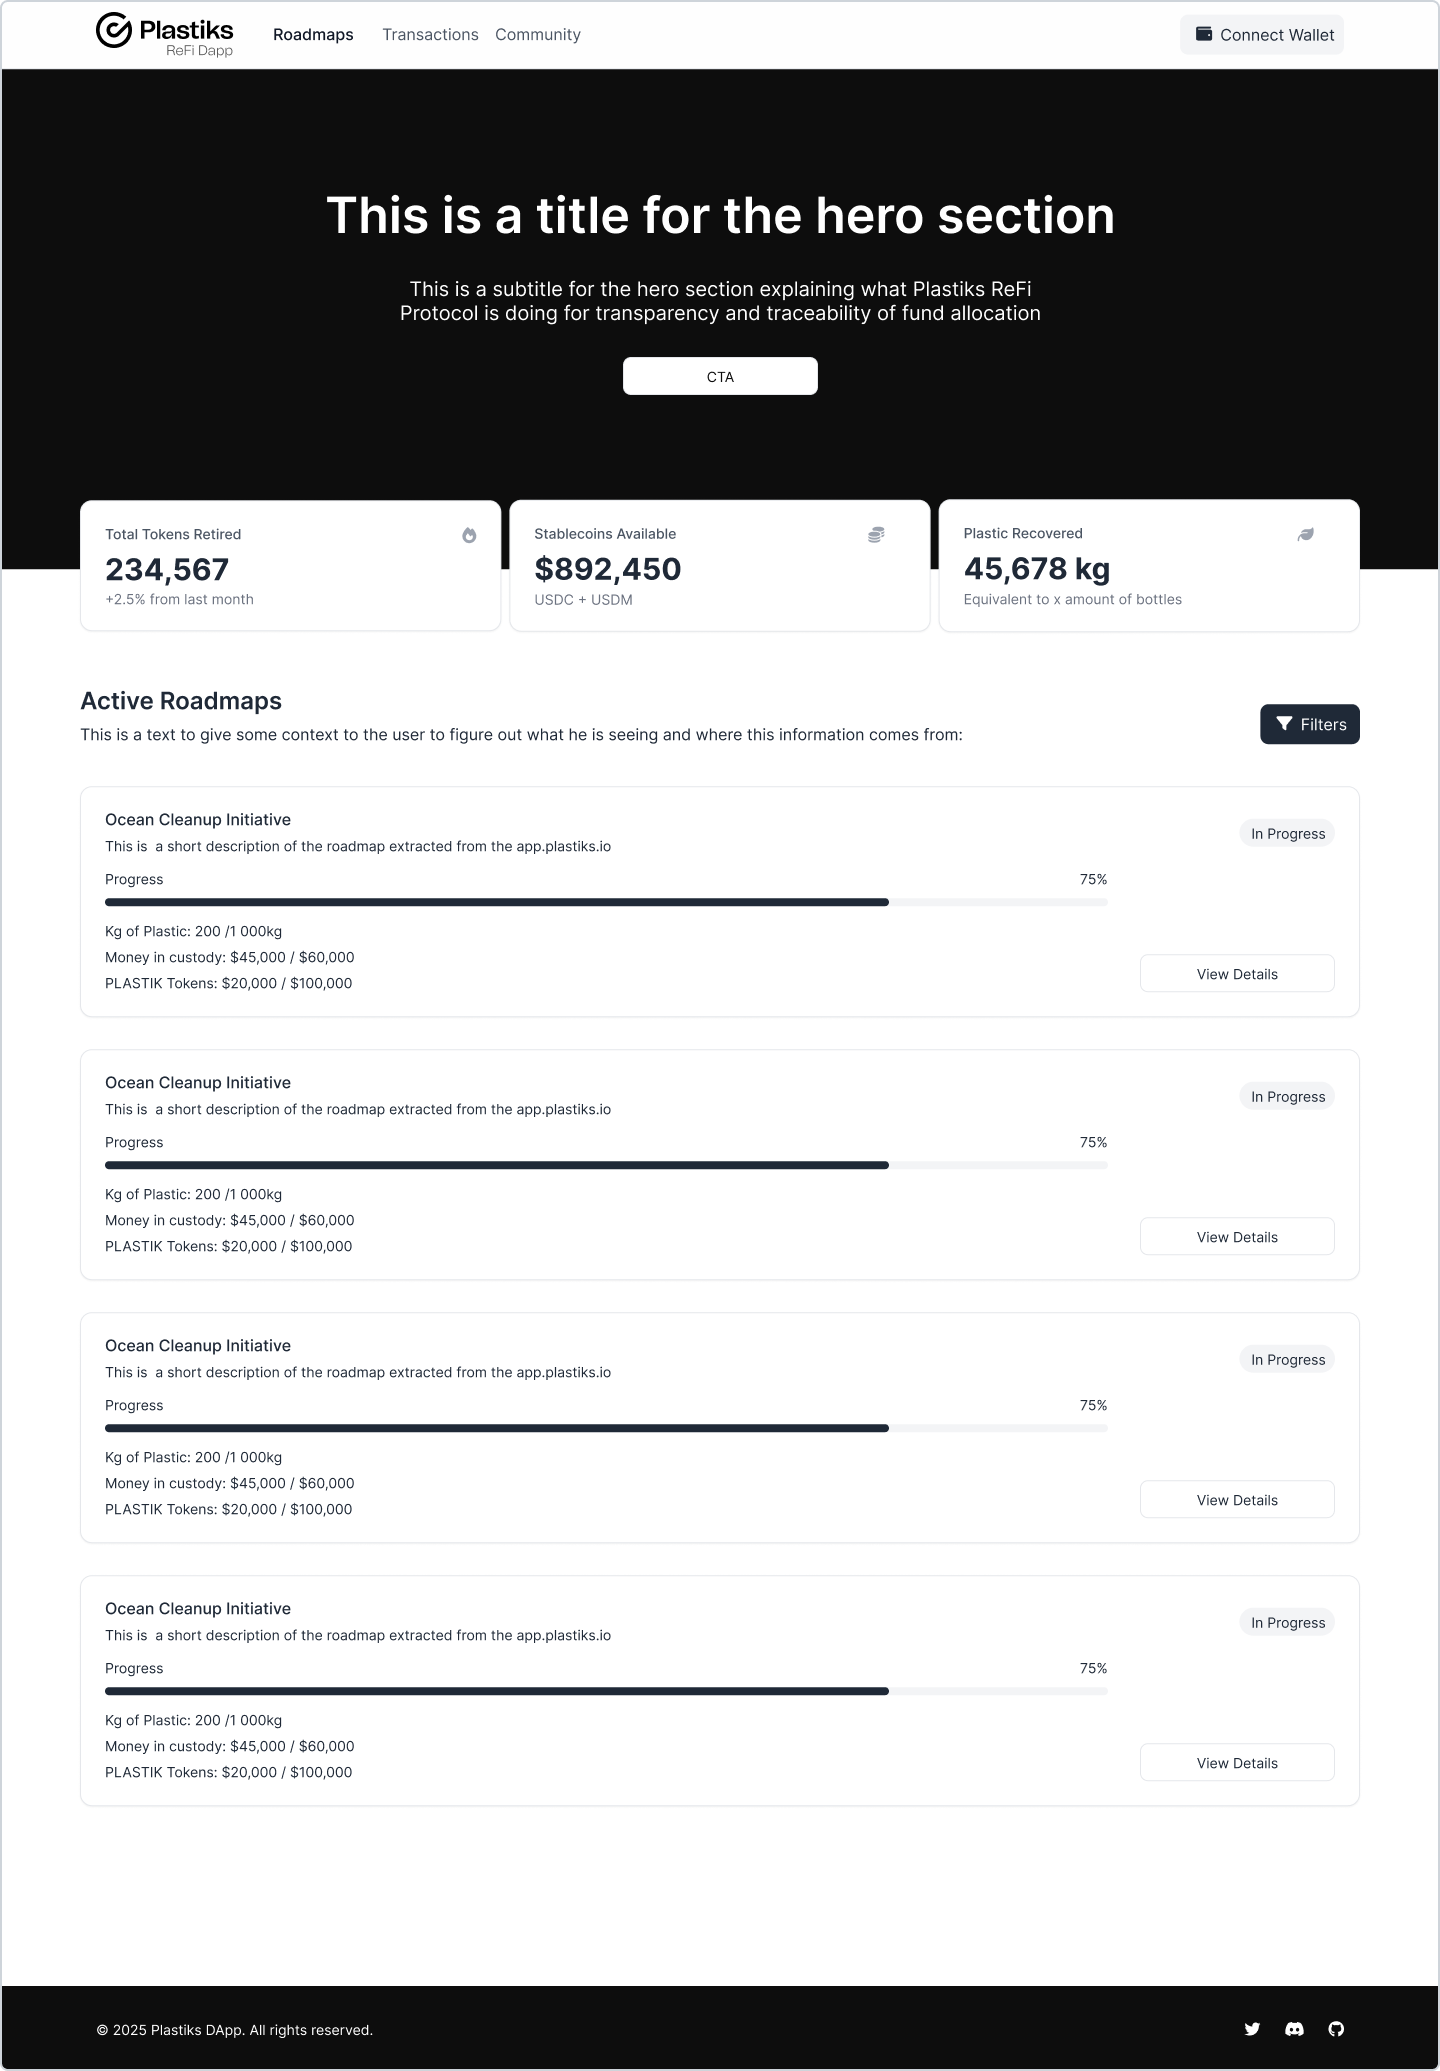 Plastiks
ReFi Dapp
Roadmaps Transactions Community
Connect Wallet
This is a title for the hero section
This is a subtitle for the hero section explaining what Plastiks ReFi
Protocol is doing for transparency and traceability of fund allocation
CTA
Total Tokens Retired
234,567
+2.5% from last month
Stablecoins Available
$892,450
USDC + USDM
Plastic Recovered
45,678 kg
Equivalent to x amount of bottles
Active Roadmaps
This is a text to give some context to the user to figure out what he is seeing and where this information comes from:
Filters
Ocean Cleanup Initiative
In Progress
This is  a short description of the roadmap extracted from the app.plastiks.io
Progress 75%
Kg of Plastic: 200 /1 000kg
Money in custody: $45,000 / $60,000
PLASTIK Tokens: $20,000 / $100,000
View Details
Ocean Cleanup Initiative
In Progress
This is  a short description of the roadmap extracted from the app.plastiks.io
Progress 75%
Kg of Plastic: 200 /1 000kg
Money in custody: $45,000 / $60,000
PLASTIK Tokens: $20,000 / $100,000
View Details
Ocean Cleanup Initiative
In Progress
This is  a short description of the roadmap extracted from the app.plastiks.io
Progress 75%
Kg of Plastic: 200 /1 000kg
Money in custody: $45,000 / $60,000
PLASTIK Tokens: $20,000 / $100,000
View Details
Ocean Cleanup Initiative
In Progress
This is  a short description of the roadmap extracted from the app.plastiks.io
Progress 75%
Kg of Plastic: 200 /1 000kg
Money in custody: $45,000 / $60,000
PLASTIK Tokens: $20,000 / $100,000
View Details
© 2025 Plastiks DApp. All rights reserved.